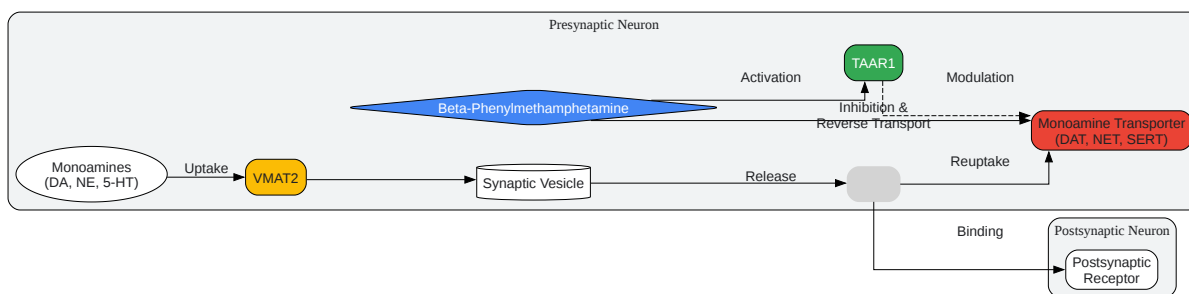 Presynaptic Neuron
TAAR1
Activation
Modulation
Beta-Phenylmethamphetamine
Inhibition &
Reverse Transport
Monoamine Transporter
(DAT, NET, SERT)
Monoamines
(DA, NE, 5-HT)
Uptake
VMAT2
Synaptic Vesicle
Release
Reuptake
Binding
Postsynaptic Neuron
Postsynaptic
Receptor